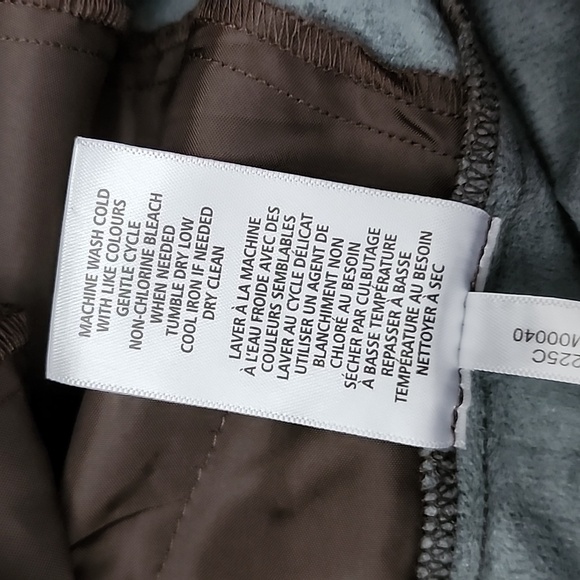 MACHINE WASH COLD
WITH LIKE COLOURS
GENTLE CYCLE
NON-CHLORINE BLEACH
WHEN NEEDED
TUMBLE DRY LOW
COOL IRON IF NEEDED
DRY CLEAN
LAVER À LA MACHINE
À L'EAU FROIDE AVEC DES
COULEURS SEMBLABLES
LAVER AU CYCLE DÉLICAT
UTILISER UN AGENT DE
BLANCHIMENT NON
CHLORÉ AU BESOIN
SÉCHER PAR CULBUTAGE
À BASSE TEMPÉRATURE
REPASSER À BASSE
TEMPÉRATURE AU BESOIN
NETTOYER À SEC
225C
M00040